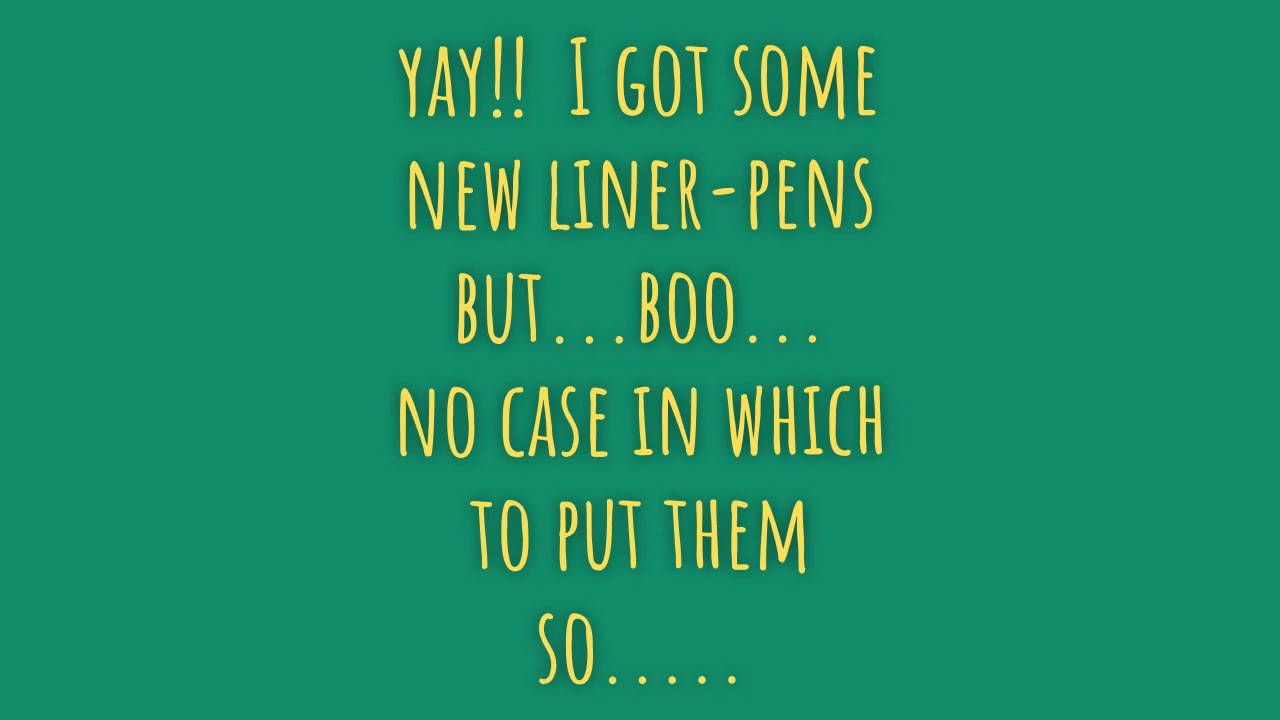 YAY!! I GOT SOME
NEW LINER-PENS
BUT...BOO...
NO CASE IN WHICH
TO PUT THEM
SO.....